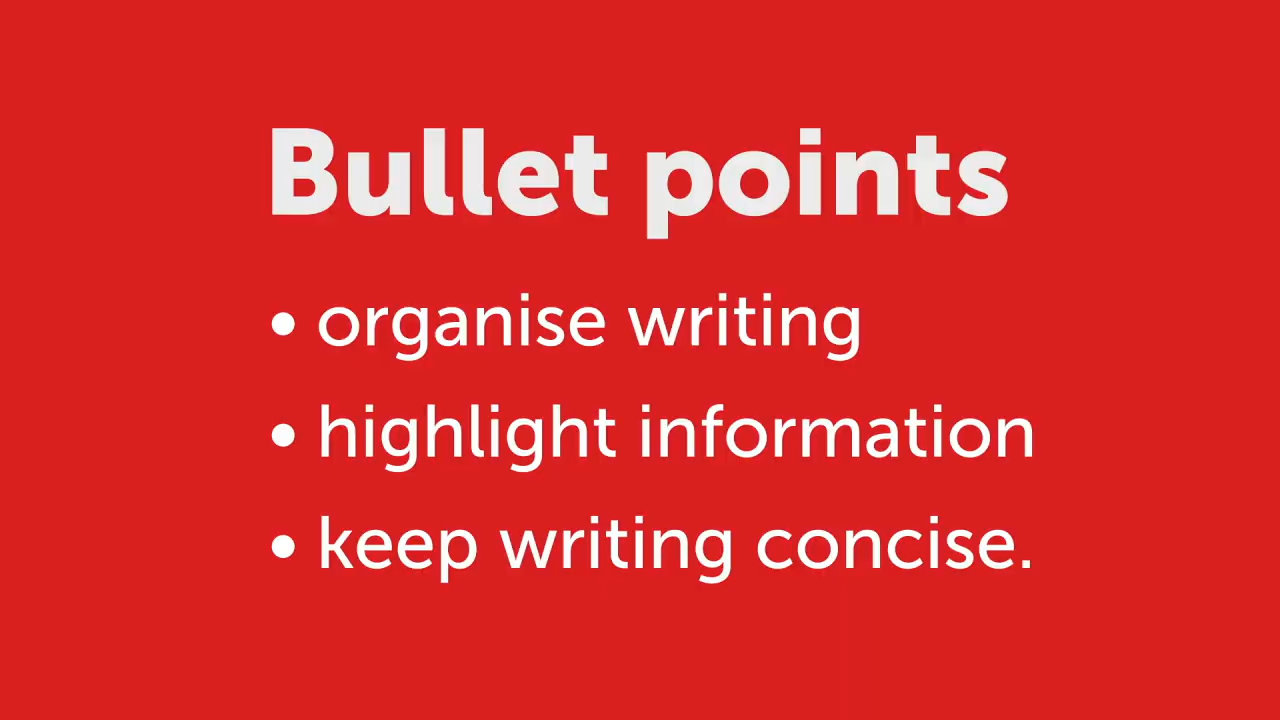 Bullet points
• organise writing
• highlight information
• keep writing concise.